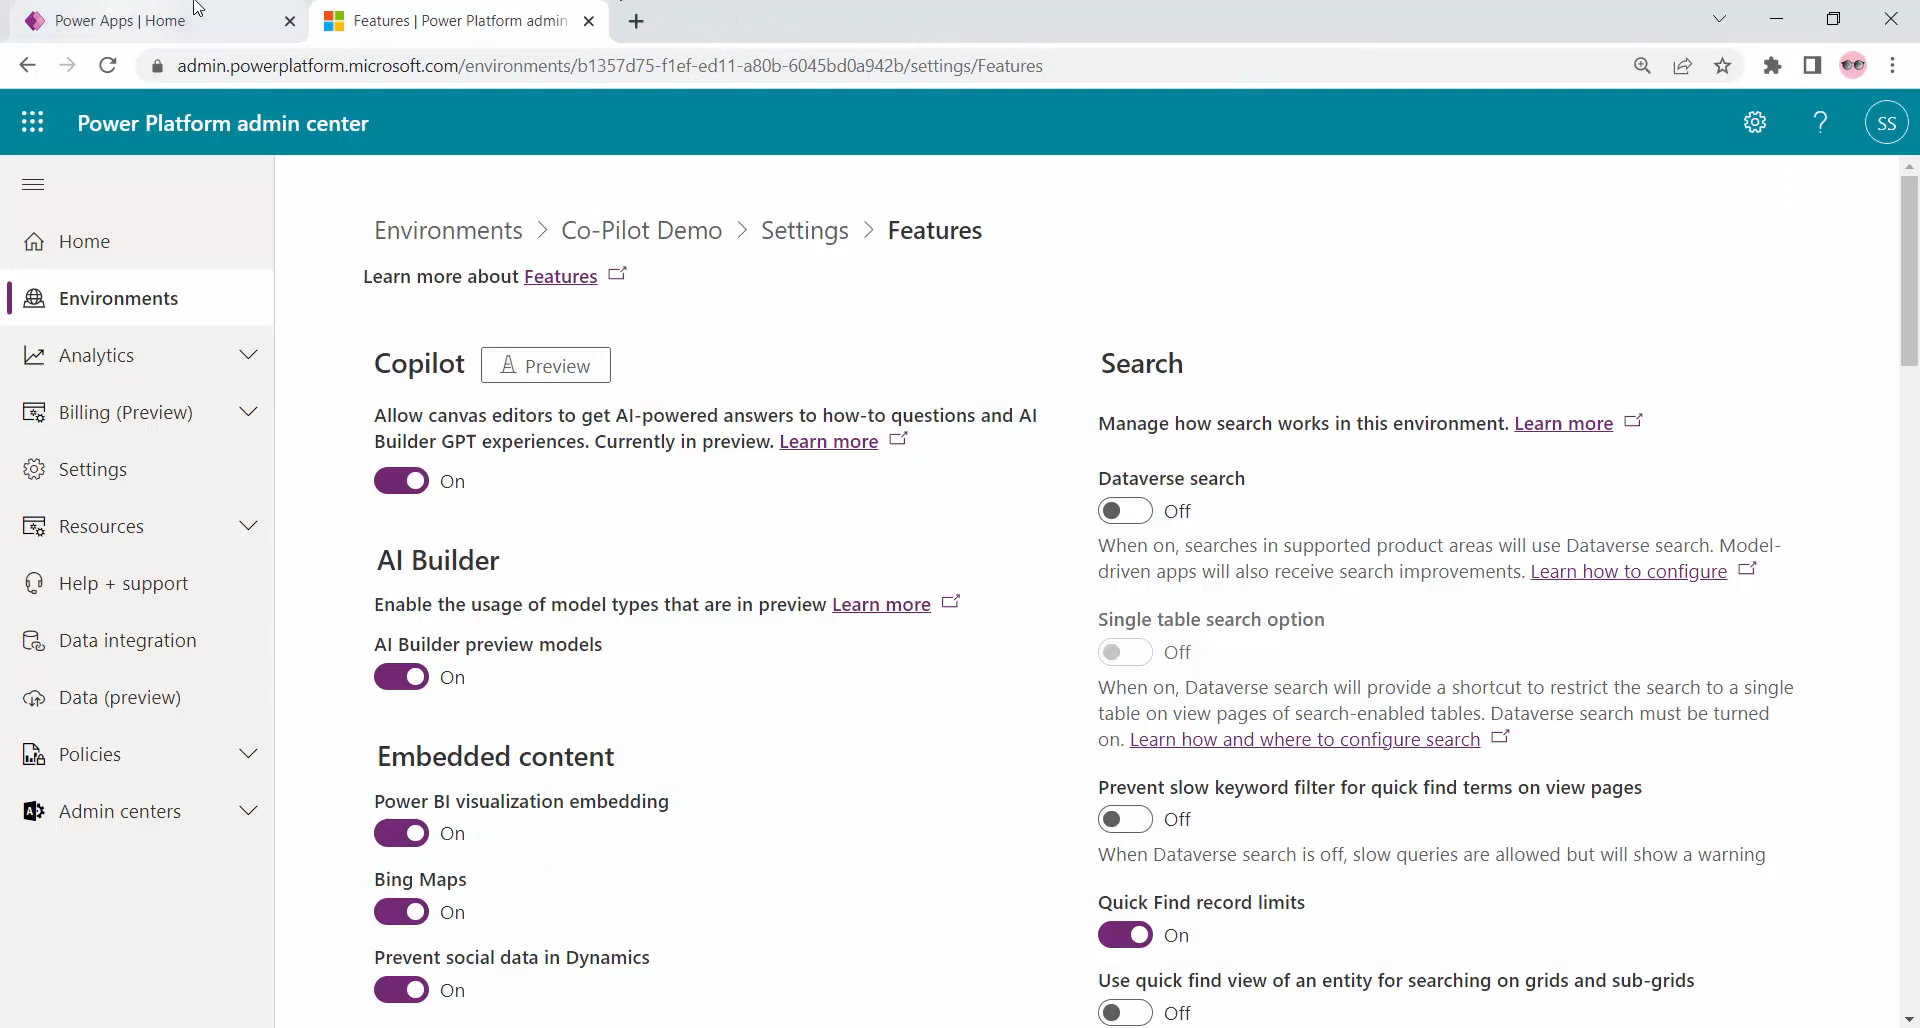 Power Apps | Home
Features | Power Platform admin
admin.powerplatform.microsoft.com/environments/b1357d75-f1ef-ed11-a80b-6045bd0a942b/settings/Features
Power Platform admin center
SS
Home
Environments
Analytics
Billing (Preview)
Settings
Resources
Help + support
Data integration
Data (preview)
Policies
Admin centers
Environments > Co-Pilot Demo > Settings > Features
Learn more about Features
Copilot Preview
Allow canvas editors to get AI-powered answers to how-to questions and AI
Builder GPT experiences. Currently in preview. Learn more
On
AI Builder
Enable the usage of model types that are in preview Learn more
AI Builder preview models
On
Embedded content
Power BI visualization embedding
On
Bing Maps
On
Prevent social data in Dynamics
On
Search
Manage how search works in this environment. Learn more
Dataverse search
Off
When on, searches in supported product areas will use Dataverse search. Model-
driven apps will also receive search improvements. Learn how to configure
Single table search option
Off
When on, Dataverse search will provide a shortcut to restrict the search to a single
table on view pages of search-enabled tables. Dataverse search must be turned
on. Learn how and where to configure search
Prevent slow keyword filter for quick find terms on view pages
Off
When Dataverse search is off, slow queries are allowed but will show a warning
Quick Find record limits
On
Use quick find view of an entity for searching on grids and sub-grids
Off